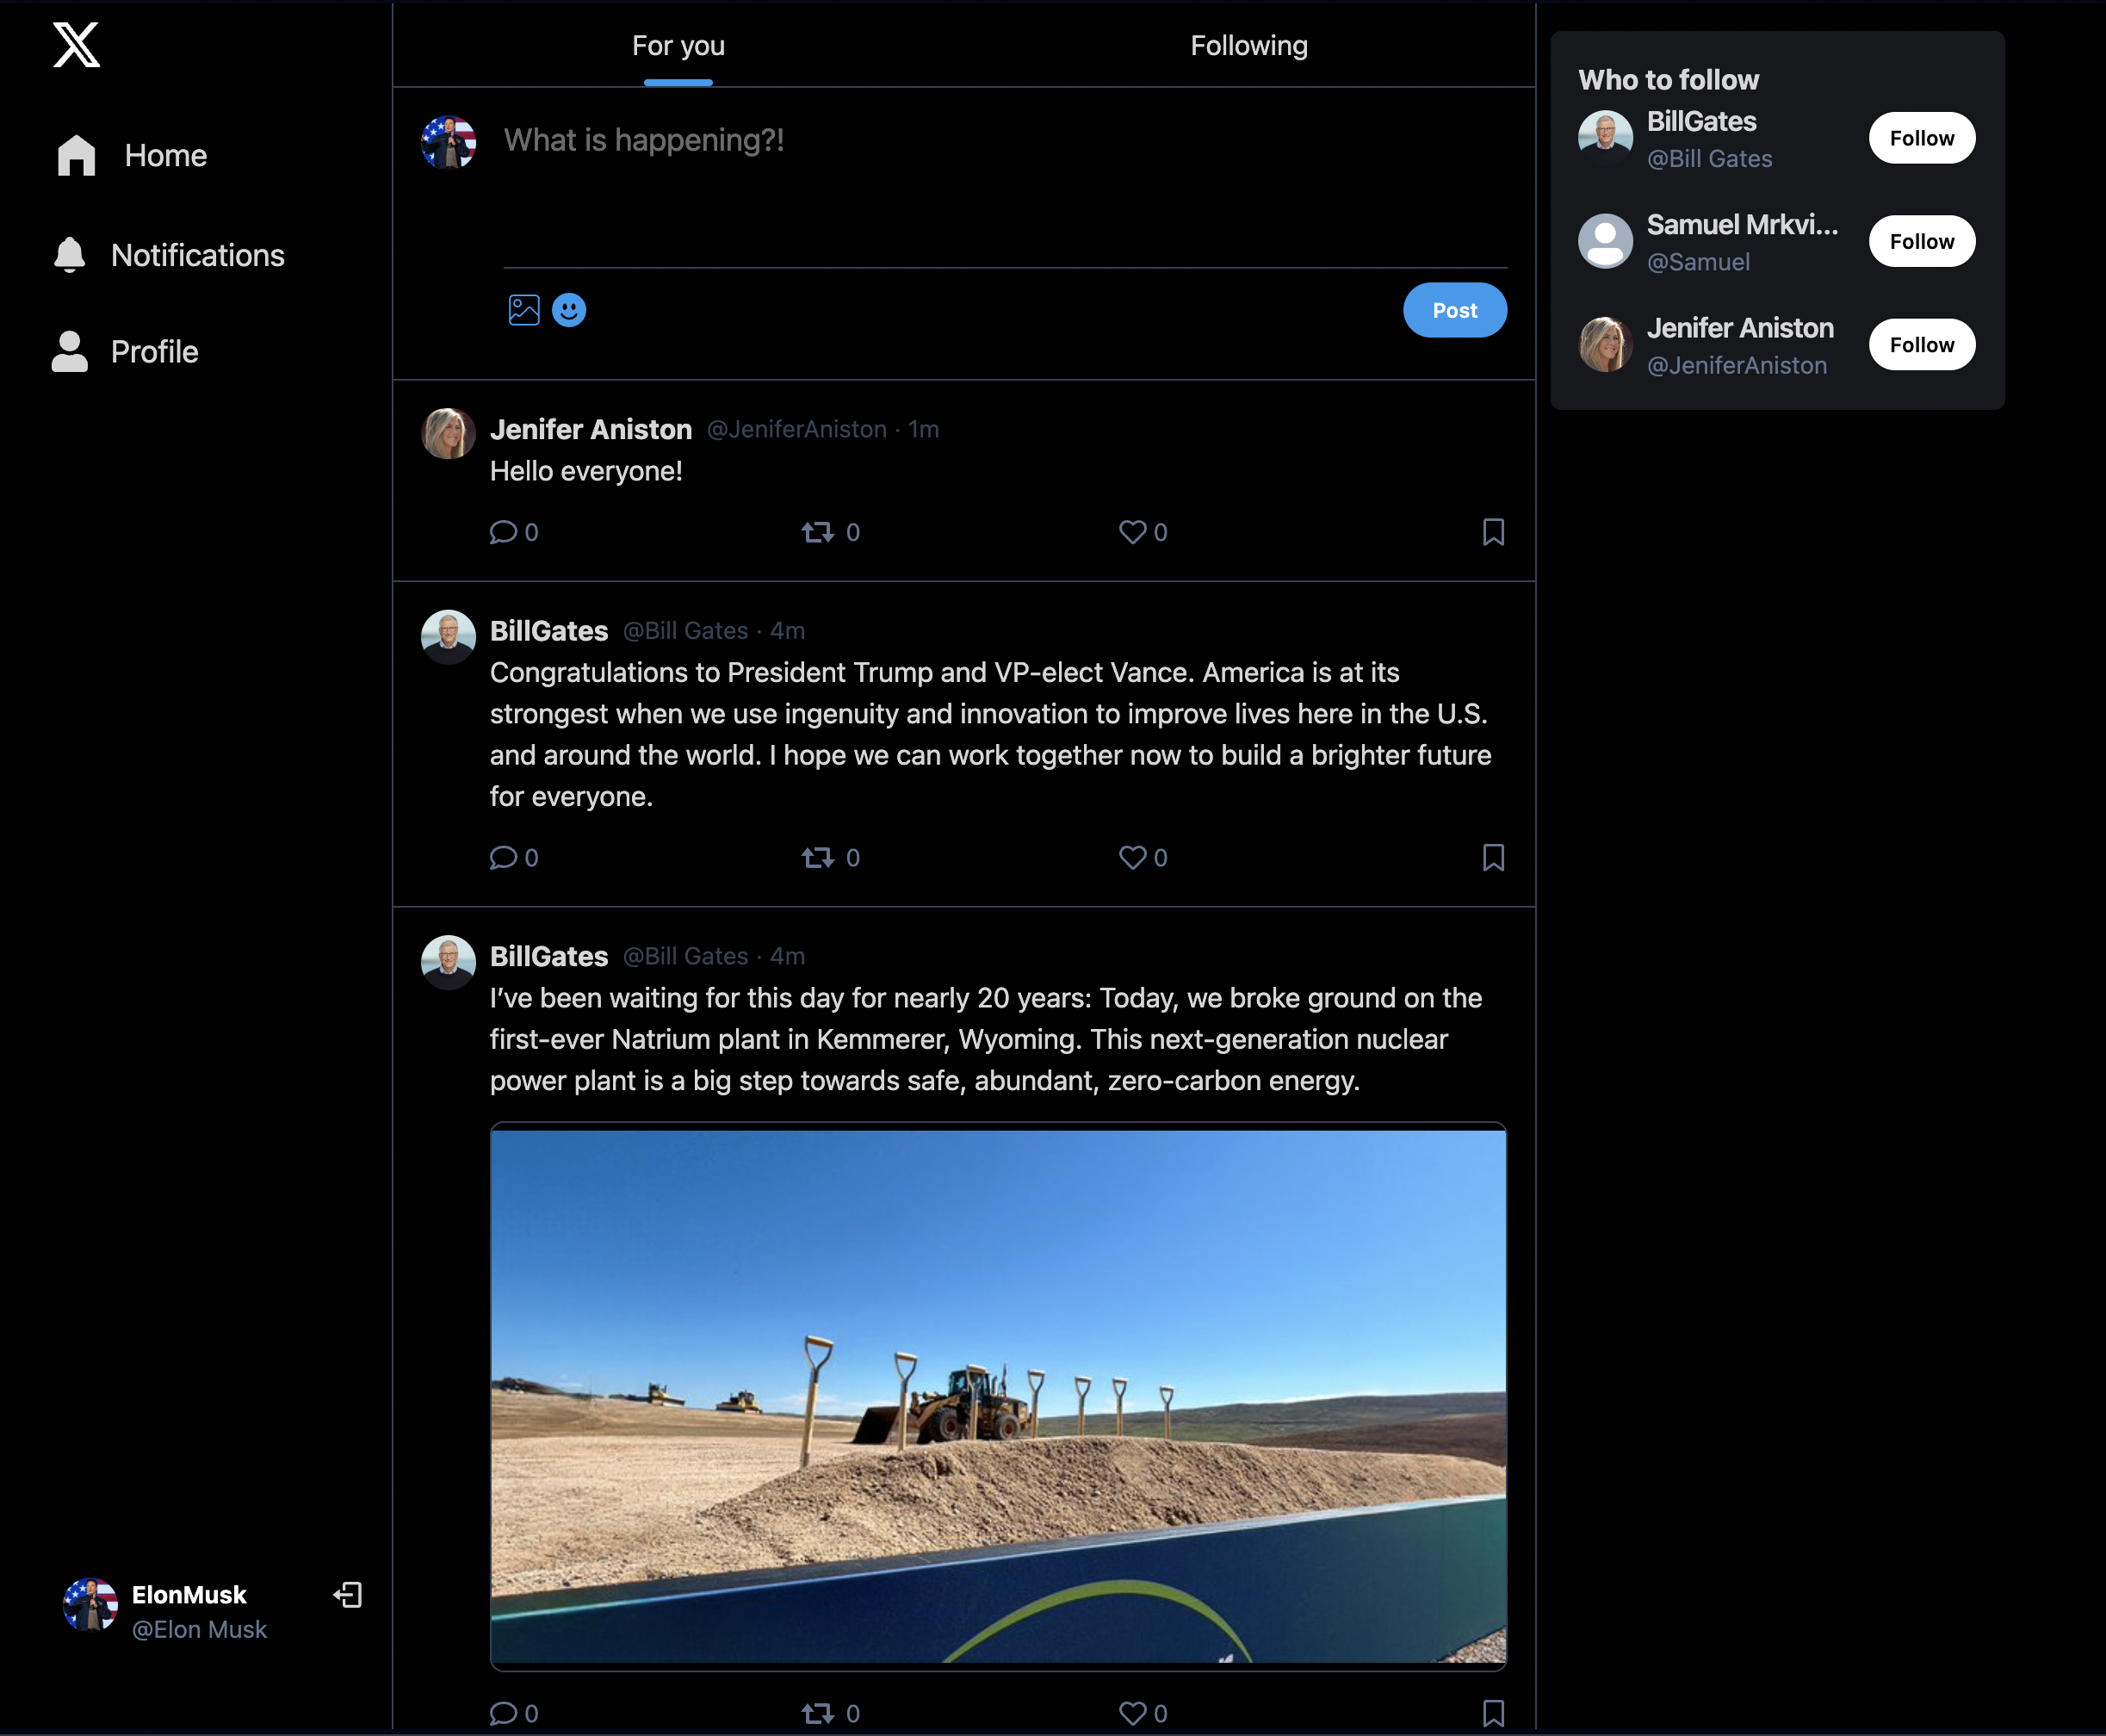 Home
Notifications
Profile
ElonMusk
@Elon Musk
For you
Following
What is happening?!
Post
Jenifer Aniston @JeniferAniston · 1m
Hello everyone!
0
0
0
BillGates @Bill Gates · 4m
Congratulations to President Trump and VP-elect Vance. America is at its
strongest when we use ingenuity and innovation to improve lives here in the U.S.
and around the world. I hope we can work together now to build a brighter future
for everyone.
0
0
0
BillGates @Bill Gates · 4m
I’ve been waiting for this day for nearly 20 years: Today, we broke ground on the
first-ever Natrium plant in Kemmerer, Wyoming. This next-generation nuclear
power plant is a big step towards safe, abundant, zero-carbon energy.
0
0
0
Who to follow
BillGates
@Bill Gates
Follow
Samuel Mrkvi...
@Samuel
Follow
Jenifer Aniston
@JeniferAniston
Follow